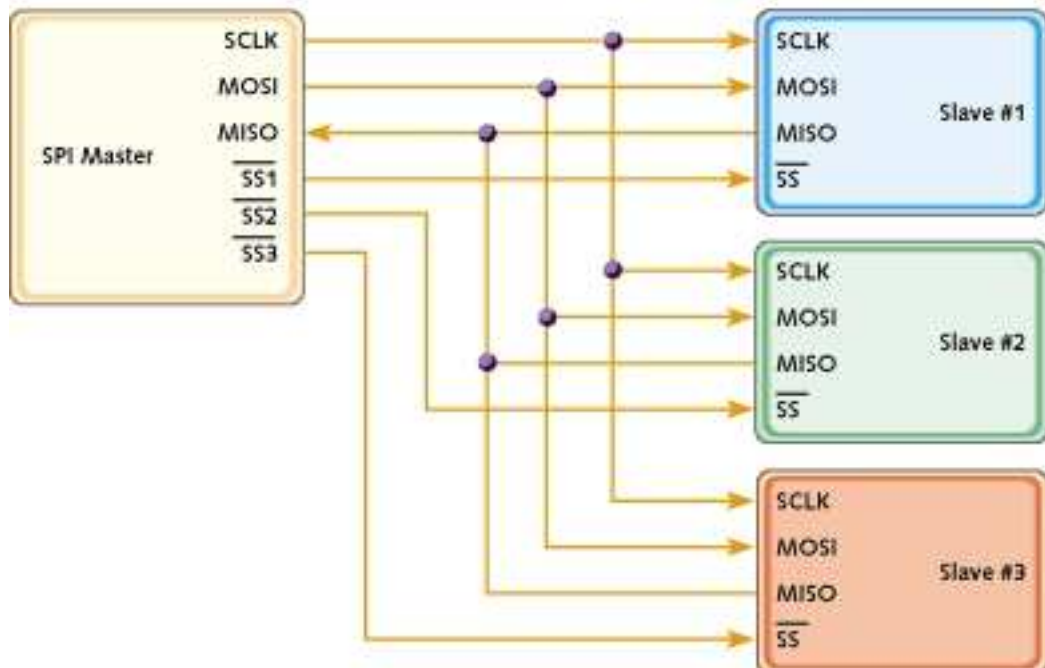 SPI Master
SCLK
MOSI
MISO
SS1
SS2
SS3
SCLK
MOSI
MISO
SS
Slave #1
SCLK
MOSI
MISO
SS
Slave #2
SCLK
MOSI
MISO
SS
Slave #3